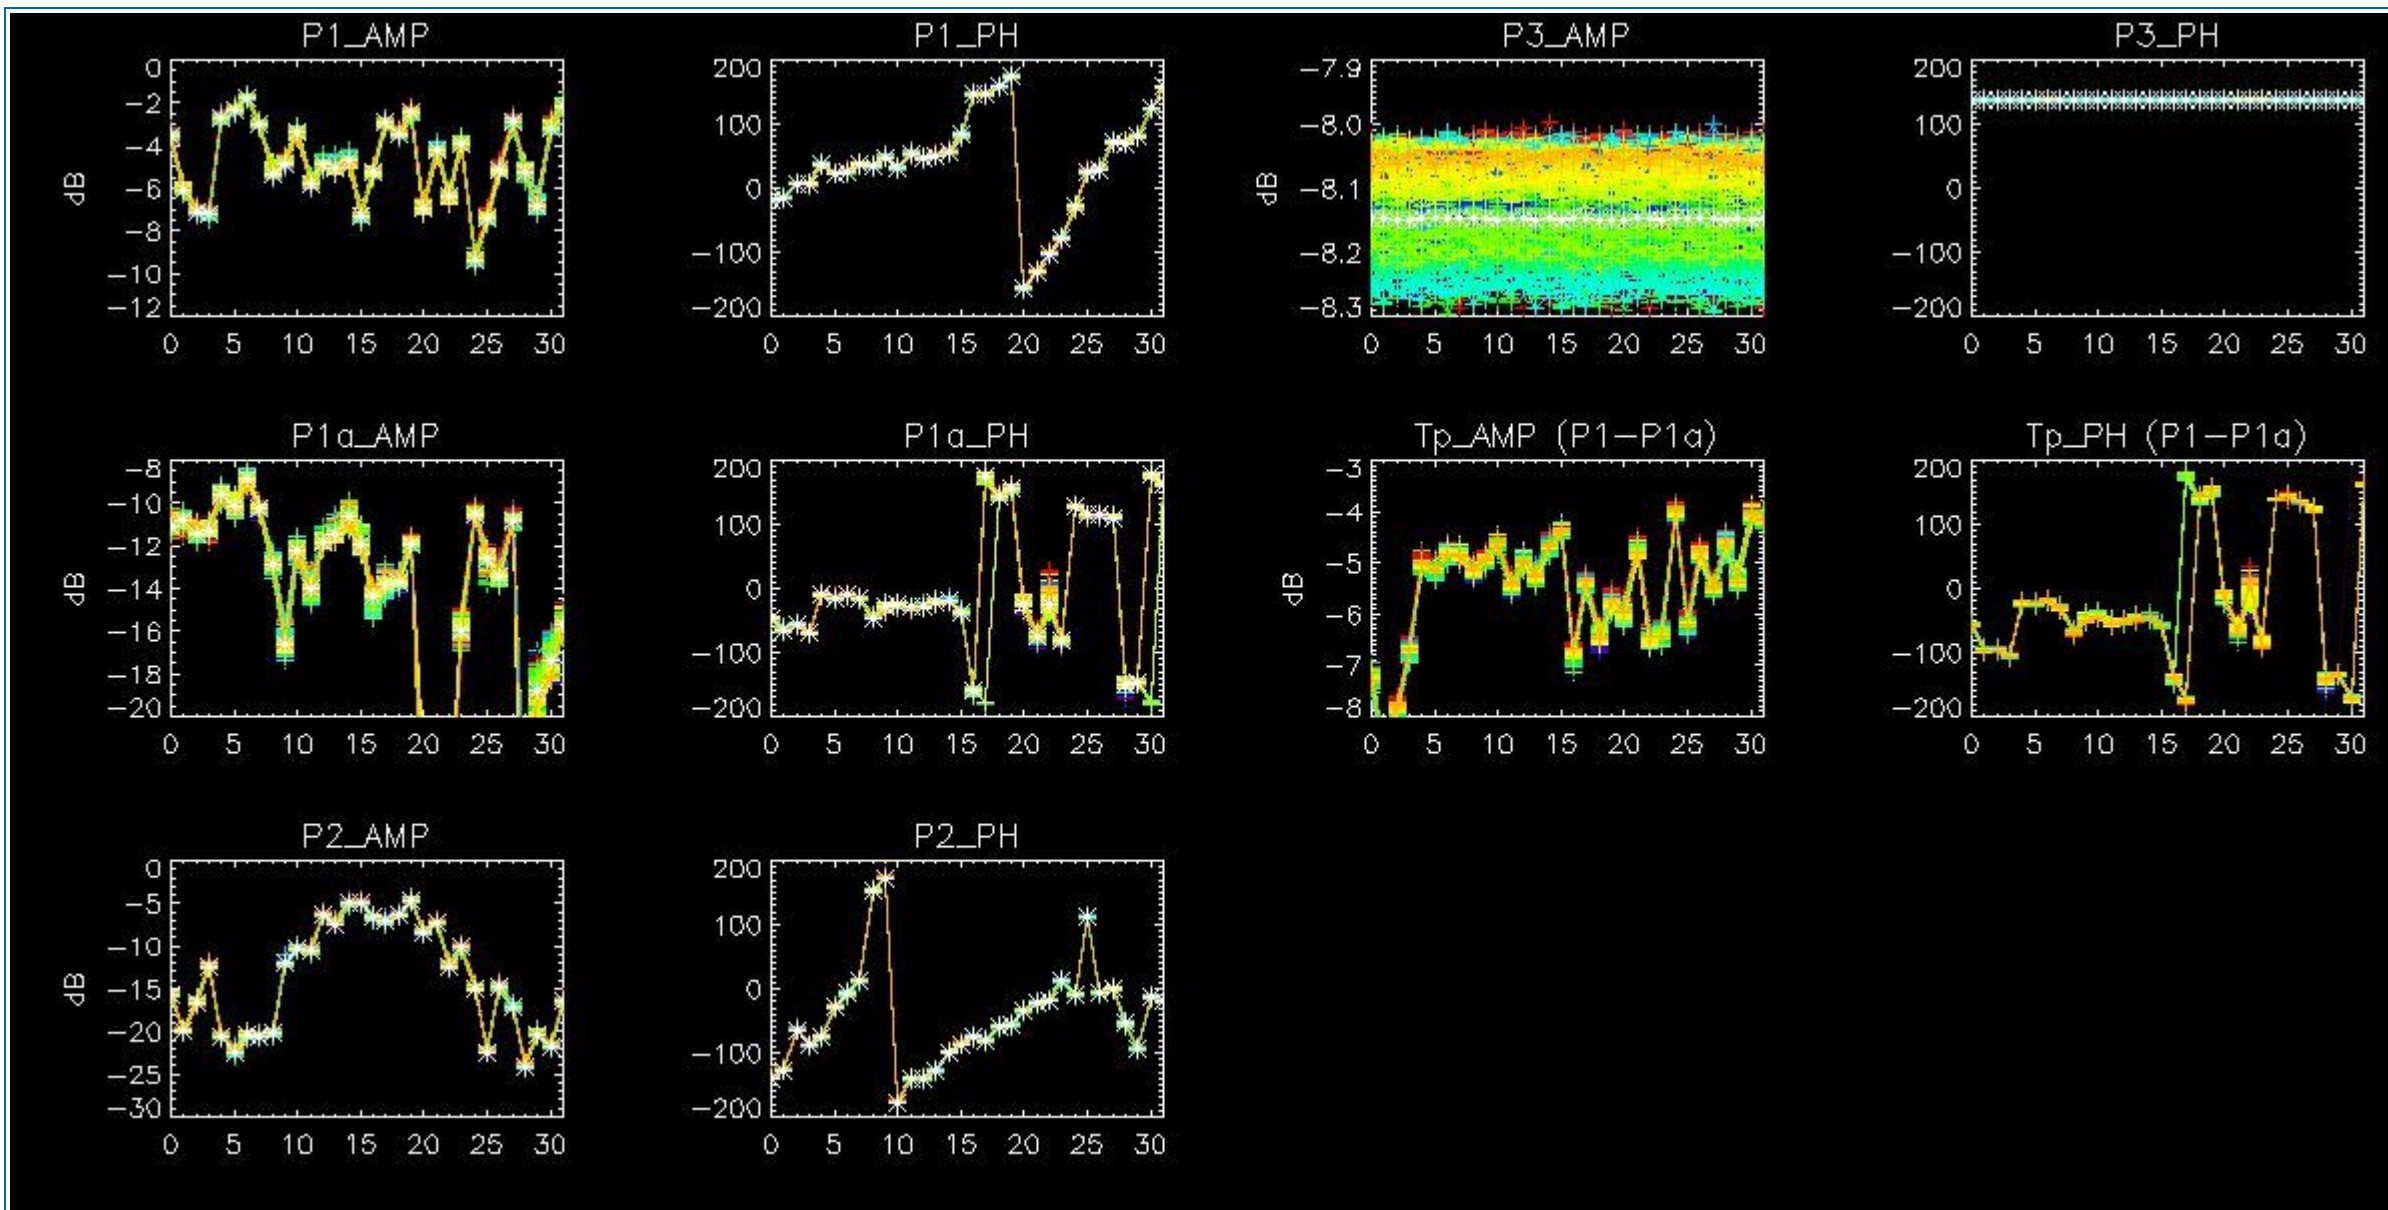 P1_AMP P1_PH P3_AMP P3_PH
0 200 −7.9 200
−2 100 −8.0 100
−4 0 −8.1 0
−6 −100 −8.2 −100
−8 −200 −8.3 −200
−10
−12
dB dB
0 5 10 15 20 25 30 0 5 10 15 20 25 30 0 5 10 15 20 25 30 0 5 10 15 20 25 30
P1a_AMP P1a_PH Tp_AMP (P1−P1a) Tp_PH (P1−P1a)
−8 200 −3 200
−10 100 −4 100
−12 0 −5 0
−14 −100 −6 −100
−16 −200 −7 −200
−18 −8
−20
dB dB
0 5 10 15 20 25 30 0 5 10 15 20 25 30 0 5 10 15 20 25 30 0 5 10 15 20 25 30
P2_AMP P2_PH
0 200
−5 100
−10 0
−15 −100
−20 −200
−25
−30
dB
0 5 10 15 20 25 30 0 5 10 15 20 25 30